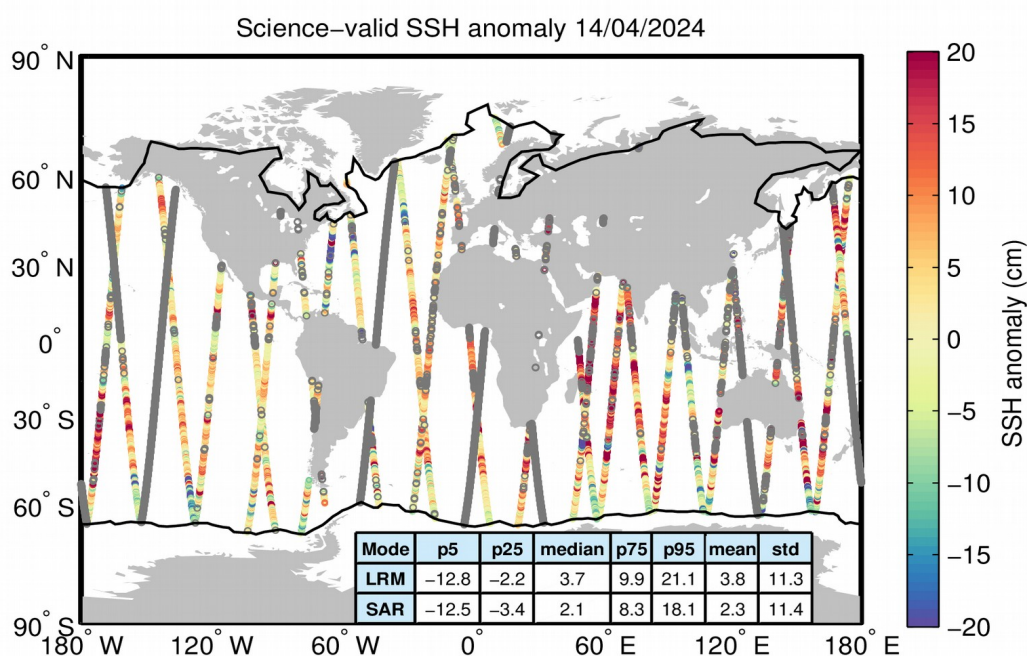 Science−valid SSH anomaly 14/04/2024
90° N
60° N
30° N
0°
30° S
60° S
90° S
180° W
120° W
60° W
0°
60° E
120° E
180° E
Mode p5 p25 median p75 p95 mean std
LRM −12.8 −2.2 3.7 9.9 21.1 3.8 11.3
SAR −12.5 −3.4 2.1 8.3 18.1 2.3 11.4
20
15
10
5
0
−5
−10
−15
−20
SSH anomaly (cm)